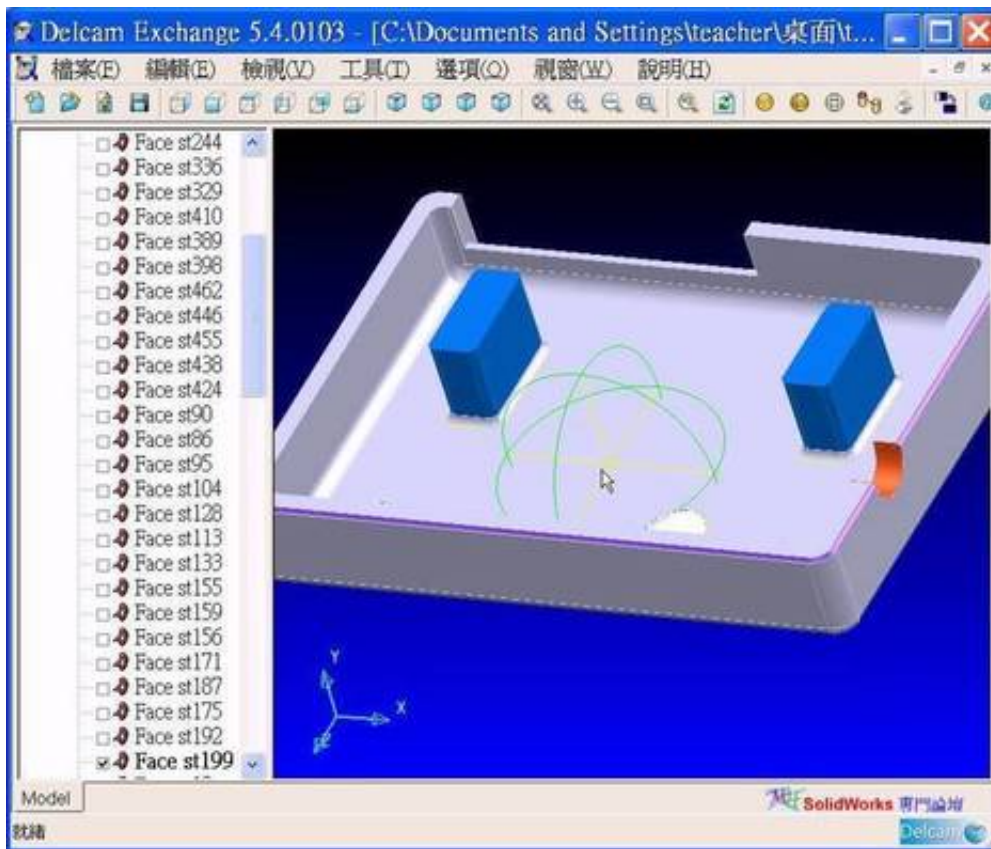 Delcam Exchange 5.4.0103 - [C:\Documents and Settings\teacher\桌面\t...
檔案(F) 編輯(E) 檢視(V) 工具(T) 選項(O) 視窗(W) 說明(H)
Face st244
Face st336
Face st329
Face st410
Face st389
Face st398
Face st462
Face st446
Face st455
Face st438
Face st424
Face st90
Face st86
Face st95
Face st104
Face st128
Face st113
Face st133
Face st155
Face st159
Face st156
Face st171
Face st187
Face st175
Face st192
Face st199
Y
X
Model
SolidWorks 專門論壇
就緒
Delcam